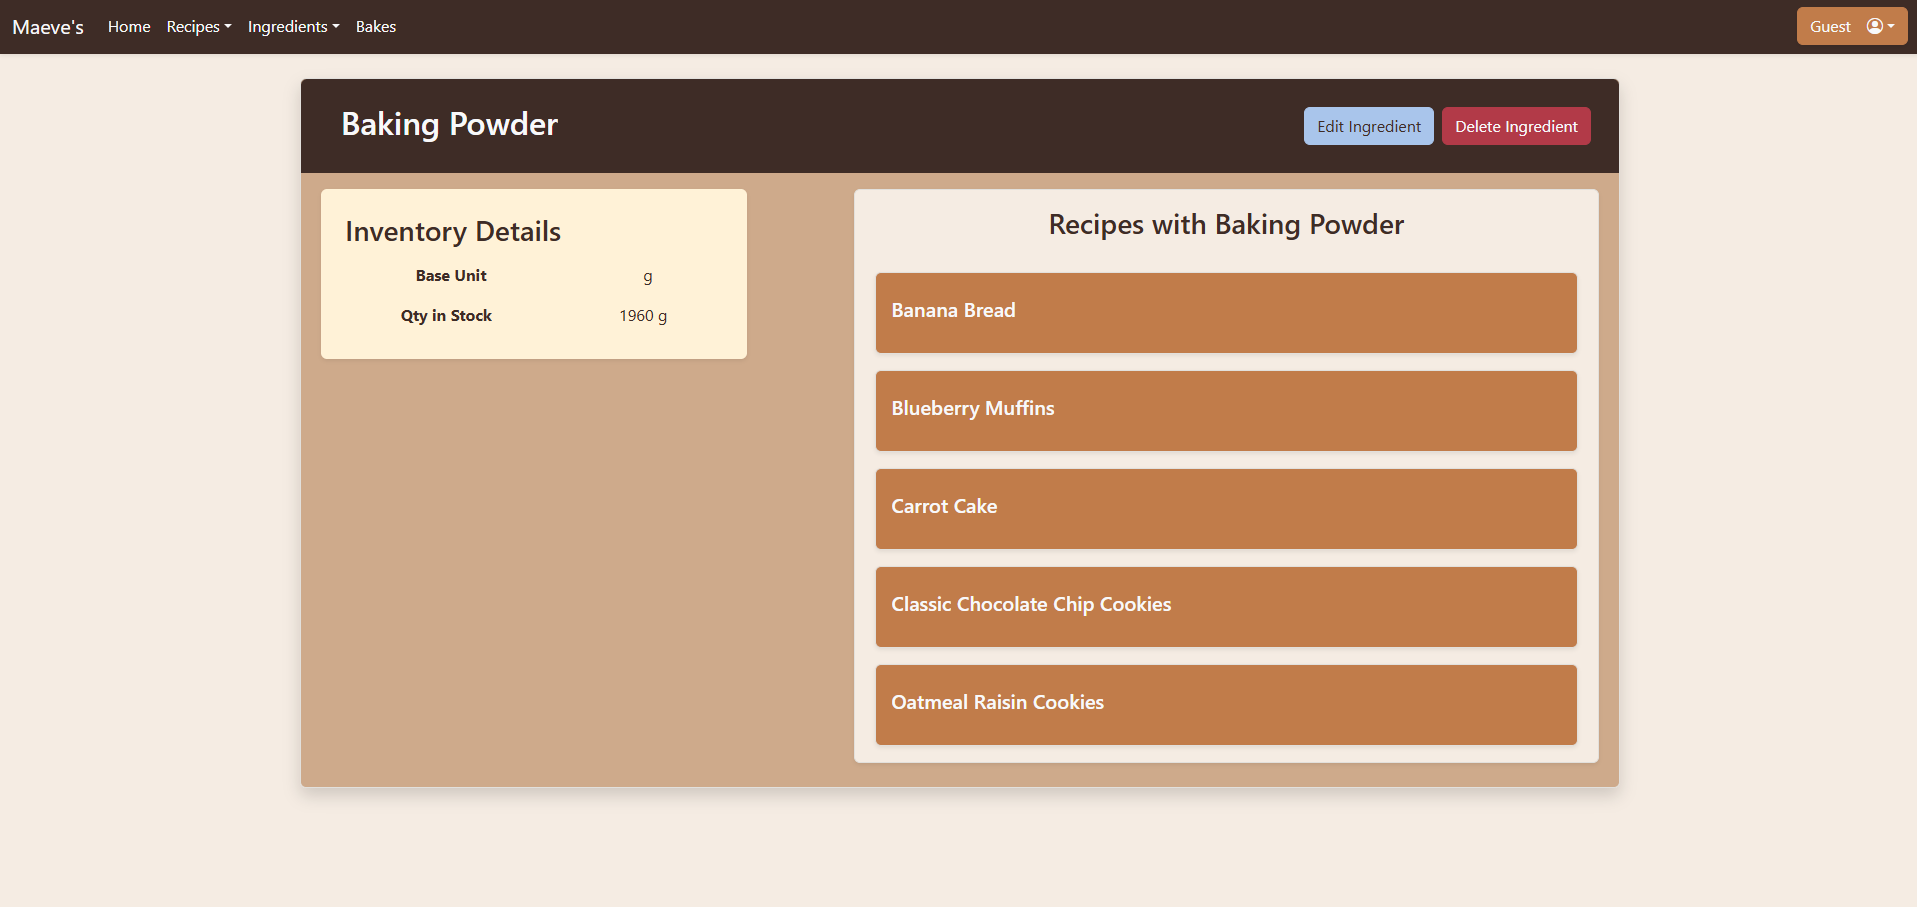 Maeve's Home Recipes Ingredients Bakes Guest
Baking Powder
Edit Ingredient Delete Ingredient
Inventory Details
Base Unit g
Qty in Stock 1960 g
Recipes with Baking Powder
Banana Bread
Blueberry Muffins
Carrot Cake
Classic Chocolate Chip Cookies
Oatmeal Raisin Cookies